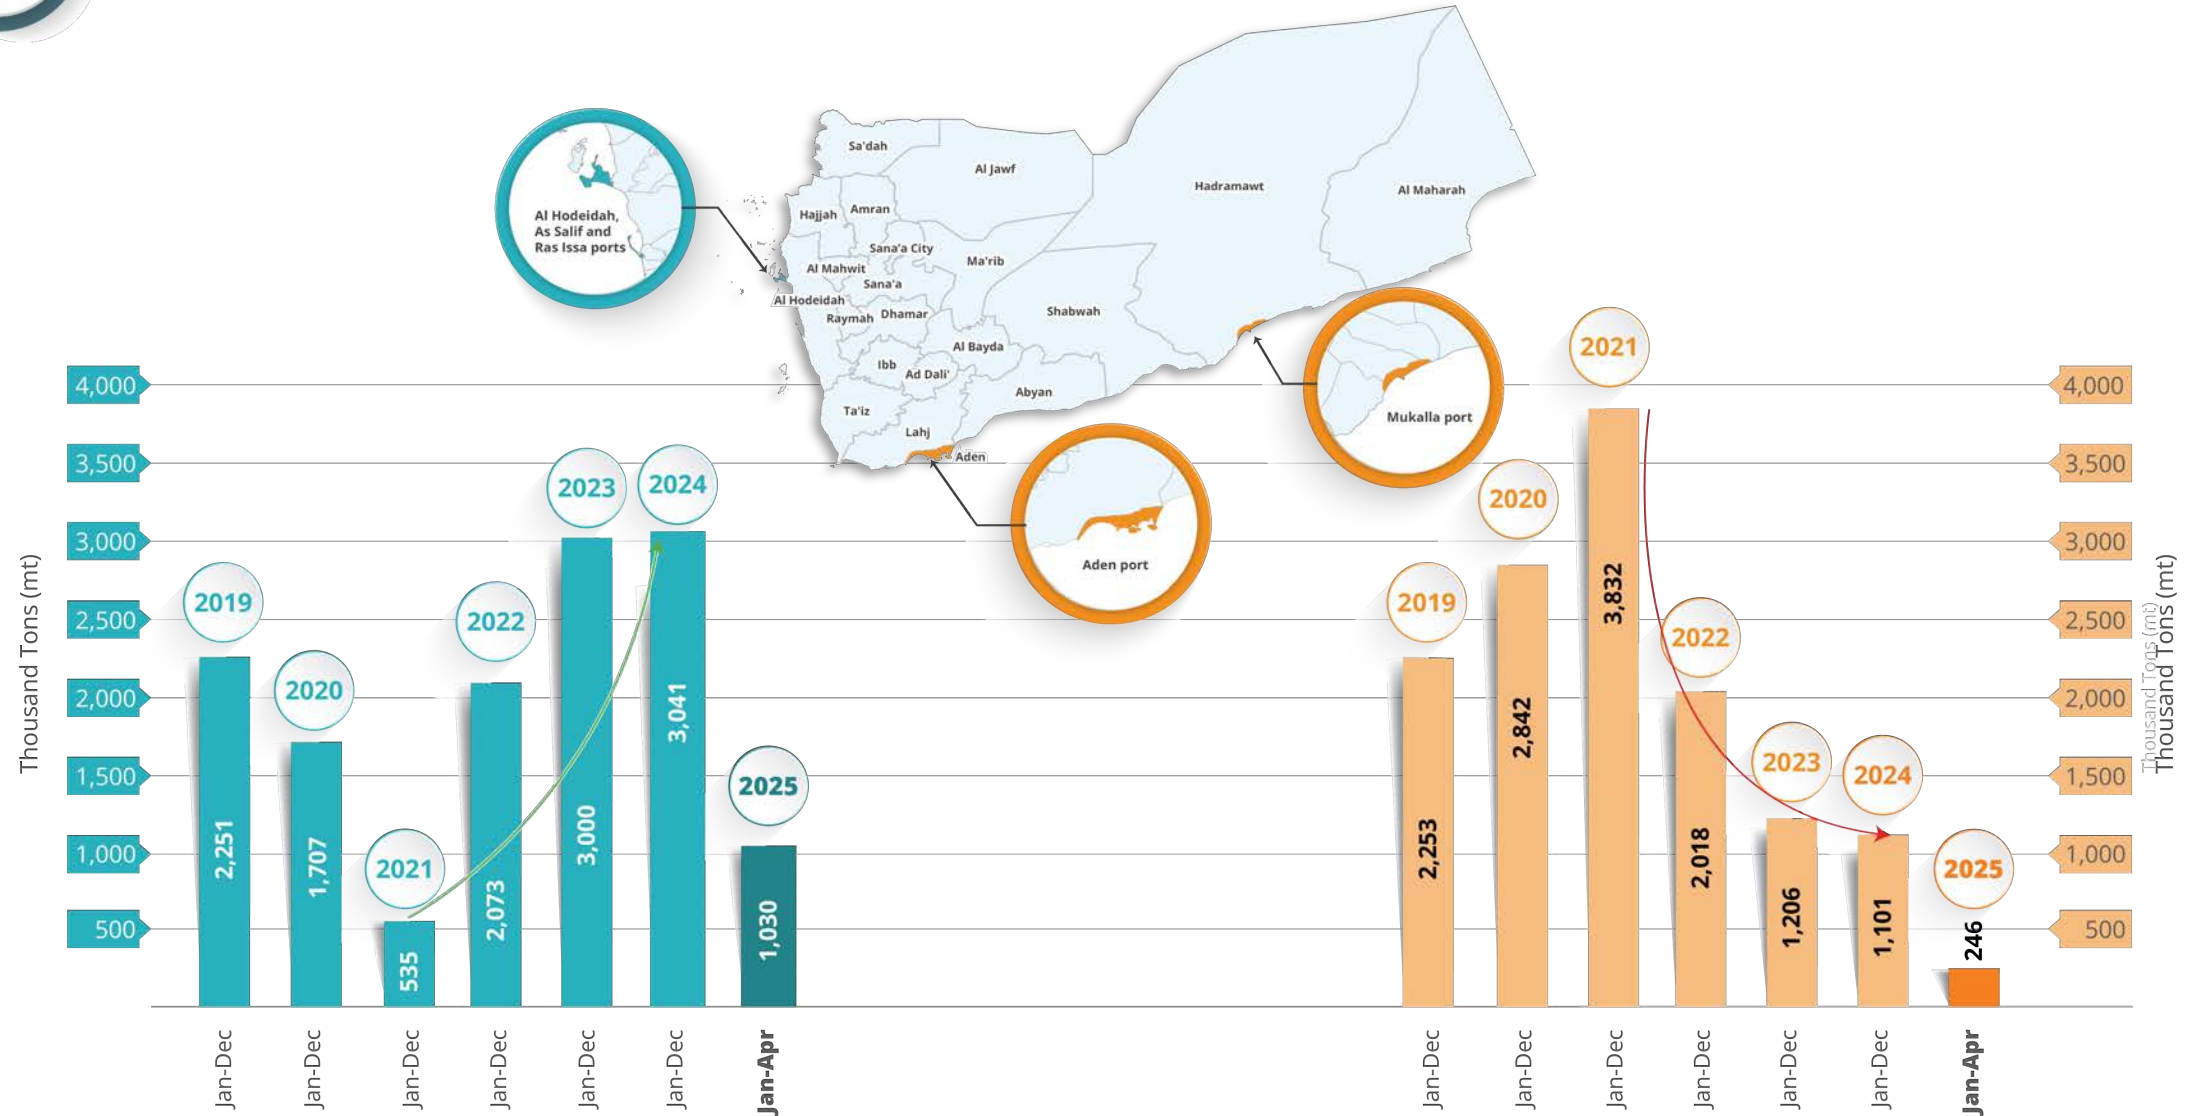 Sa'dah
Al Jawf
Hadramawt
Al Maharah
Hajjah
Amran
Sana'a City
Ma'rib
Al Mahwit
Sana'a
Al Hodeidah
Raymah
Dhamar
Shabwah
Al Bayda
Ibb
Ad Dali'
Abyan
Ta'iz
Lahj
Aden
Al Hodeidah,
As Salif and
Ras Issa ports
Mukalla port
Aden port
Thousand Tons (mt)
4,000
3,500
3,000
2,500
2,000
1,500
1,000
500
2019
2020
2021
2022
2023
2024
2025
2,251
1,707
535
2,073
3,000
3,041
1,030
Jan-Dec
Jan-Dec
Jan-Dec
Jan-Dec
Jan-Dec
Jan-Dec
Jan-Apr
2019
2020
2021
2022
2023
2024
2025
2,253
2,842
3,832
2,018
1,206
1,101
246
Jan-Dec
Jan-Dec
Jan-Dec
Jan-Dec
Jan-Dec
Jan-Dec
Jan-Apr
4,000
3,500
3,000
2,500
2,000
1,500
1,000
500
Thousand Tons (mt)
Thousand Tons (mt)